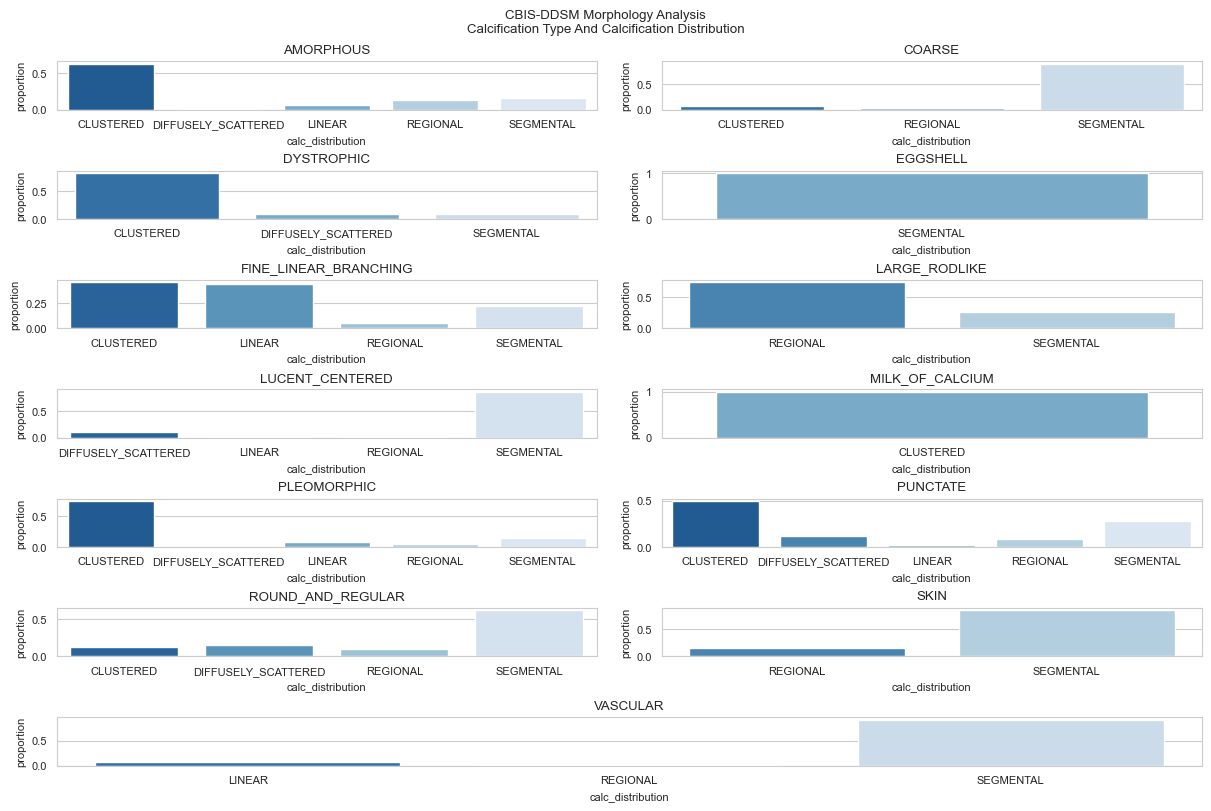 CBIS-DDSM Morphology Analysis
Calcification Type And Calcification Distribution
AMORPHOUS
proportion
0.5
0.0
CLUSTERED DIFFUSELY_SCATTERED LINEAR REGIONAL SEGMENTAL
calc_distribution
COARSE
proportion
0.5
0.0
CLUSTERED REGIONAL SEGMENTAL
calc_distribution
DYSTROPHIC
proportion
0.5
0.0
CLUSTERED DIFFUSELY_SCATTERED SEGMENTAL
calc_distribution
EGGSHELL
proportion
1
0
SEGMENTAL
calc_distribution
FINE_LINEAR_BRANCHING
proportion
0.25
0.00
CLUSTERED LINEAR REGIONAL SEGMENTAL
calc_distribution
LARGE_RODLIKE
proportion
0.5
0.0
REGIONAL SEGMENTAL
calc_distribution
LUCENT_CENTERED
proportion
0.5
0.0
DIFFUSELY_SCATTERED LINEAR REGIONAL SEGMENTAL
calc_distribution
MILK_OF_CALCIUM
proportion
1
0
CLUSTERED
calc_distribution
PLEOMORPHIC
proportion
0.5
0.0
CLUSTERED DIFFUSELY_SCATTERED LINEAR REGIONAL SEGMENTAL
calc_distribution
PUNCTATE
proportion
0.5
0.0
CLUSTERED DIFFUSELY_SCATTERED LINEAR REGIONAL SEGMENTAL
calc_distribution
ROUND_AND_REGULAR
proportion
0.5
0.0
CLUSTERED DIFFUSELY_SCATTERED REGIONAL SEGMENTAL
calc_distribution
SKIN
proportion
0.5
0.0
REGIONAL SEGMENTAL
calc_distribution
VASCULAR
proportion
0.5
0.0
LINEAR REGIONAL SEGMENTAL
calc_distribution